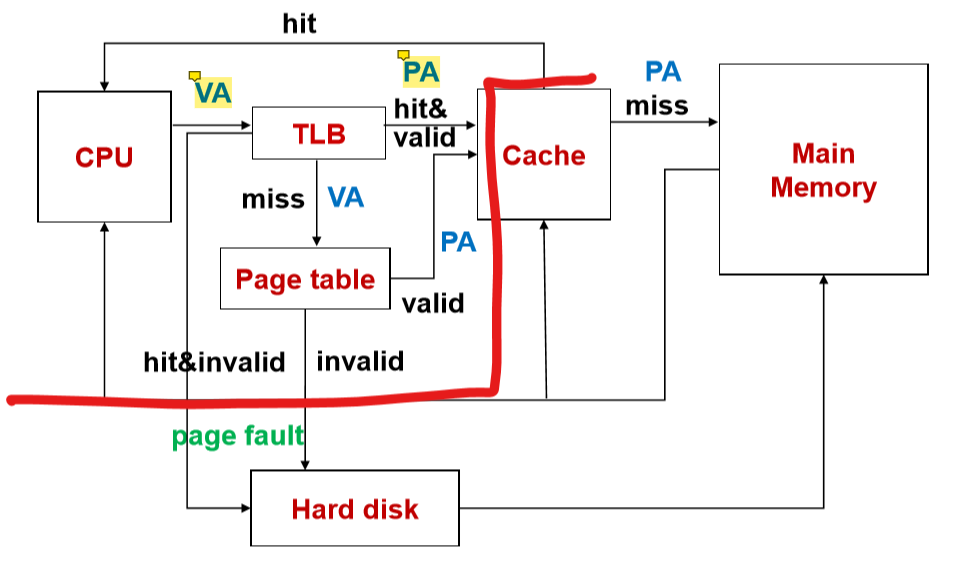 hit
VA
PA
PA
hit&
valid
miss
CPU
TLB
Cache
Main
Memory
miss
VA
PA
Page table
valid
hit&invalid
invalid
page fault
Hard disk